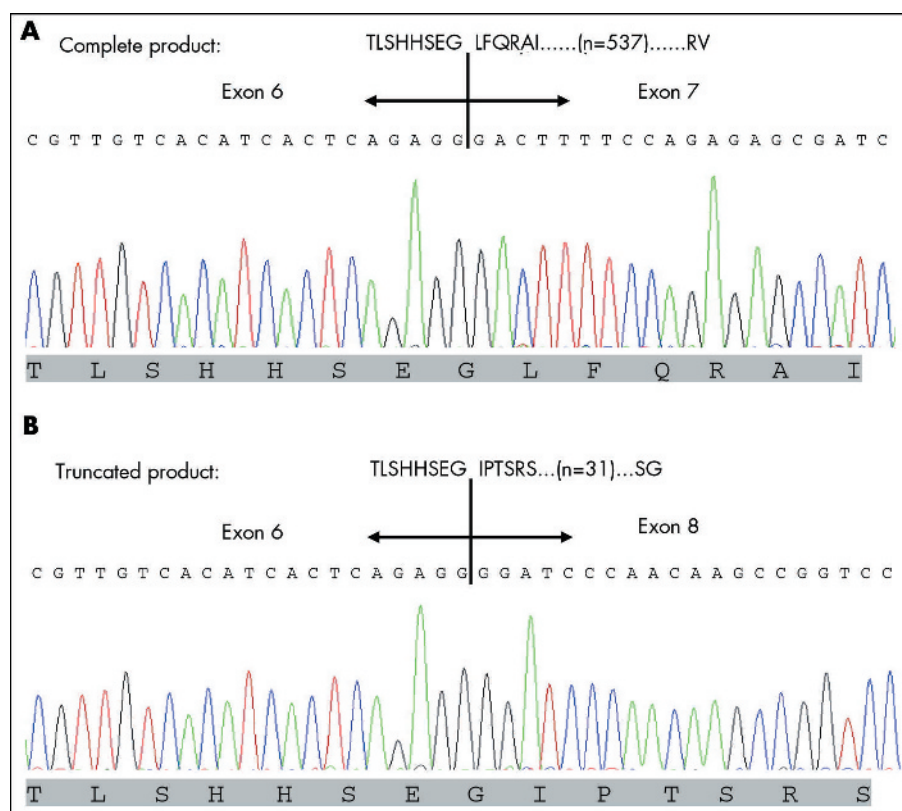 A
Complete product: TLSHHSEG LFQRAI......(n=537)......RV
Exon 6 Exon 7
C G T T G T C A C A T C A C T C A G A G G G A C T T T T C C A G A G A G C G A T C
T L S H H S E G L F Q R A I
B
Truncated product: TLSHHSEG IPTSRS...(n=31)...SG
Exon 6 Exon 8
C G T T G T C A C A T C A C T C A G A G G G G A T C C C A A C A A G C C G G T C C
T L S H H S E G I P T S R S